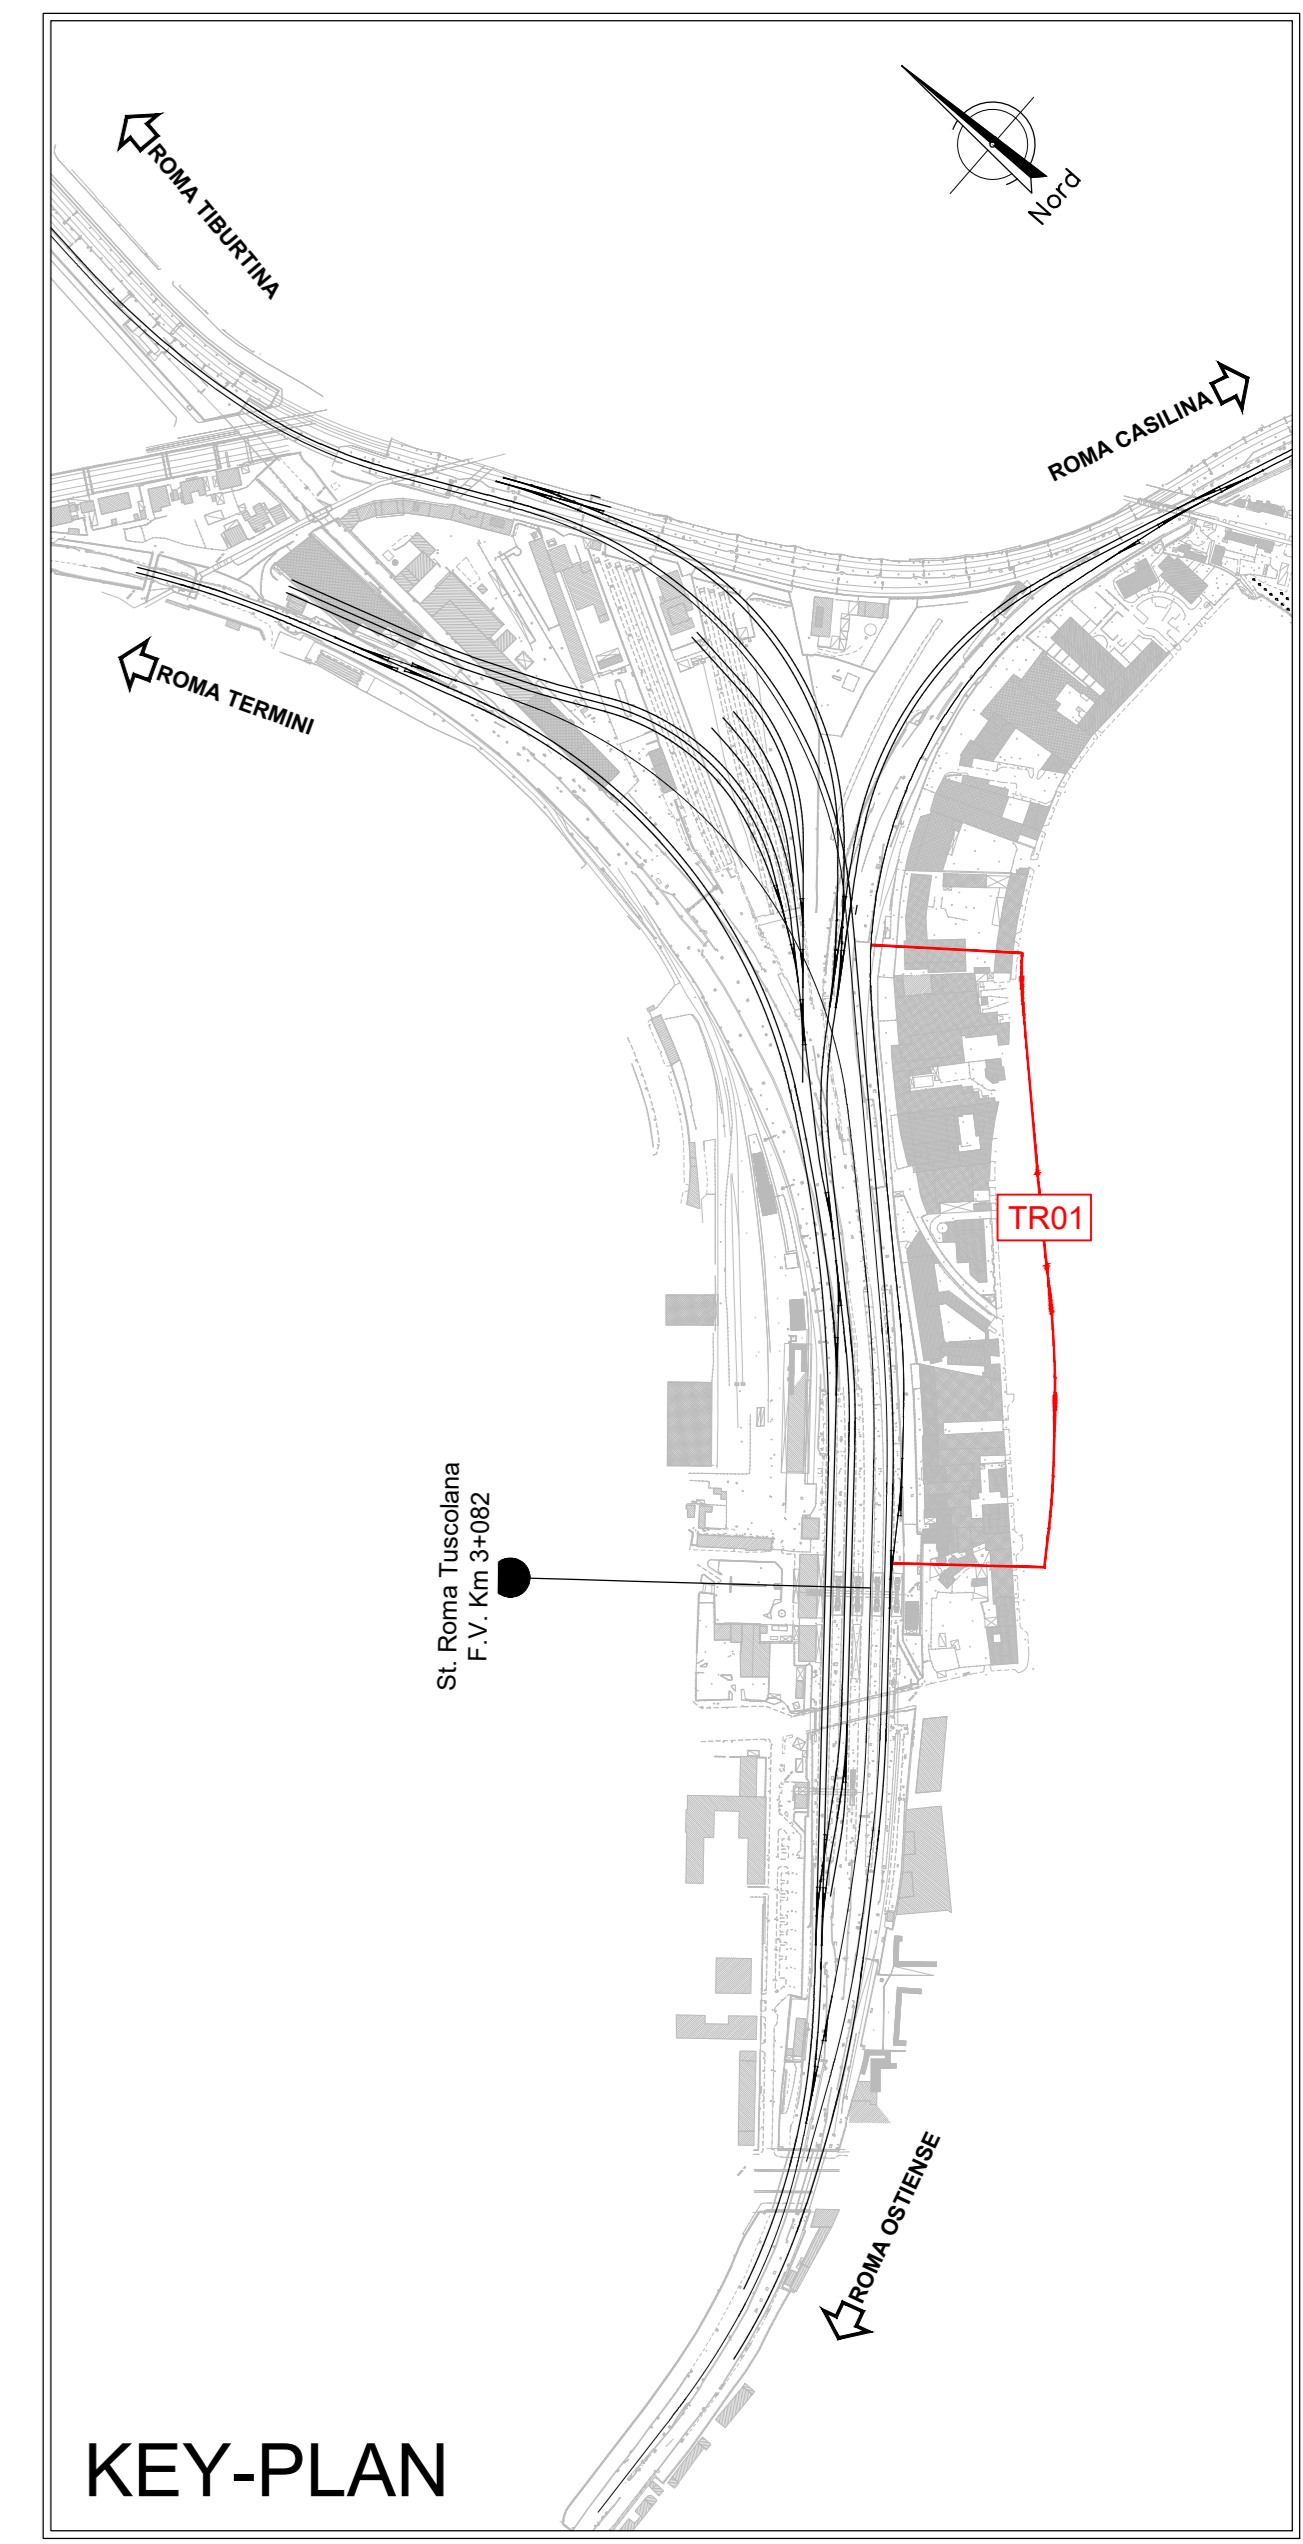 ROMA TIBURTINA
Nord
ROMA CASILINA
ROMA TERMINI
TR01
St. Roma Tuscolana
F.V. Km 3+082
ROMA OSTIENSE
KEY-PLAN